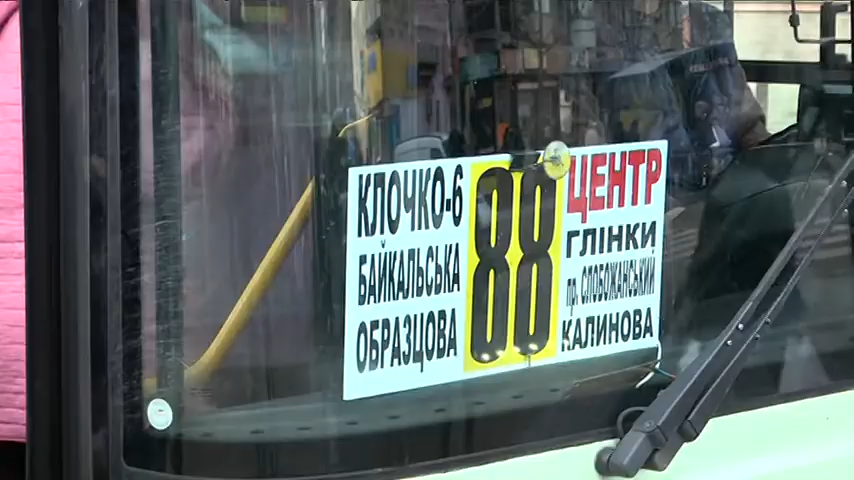 КЛОЧКО-6
БАЙКАЛЬСЬКА
ОБРАЗЦОВА
88
ЦЕНТР
ГЛІНКИ
пр. СЛОБОЖАНСЬКИЙ
КАЛИНОВА